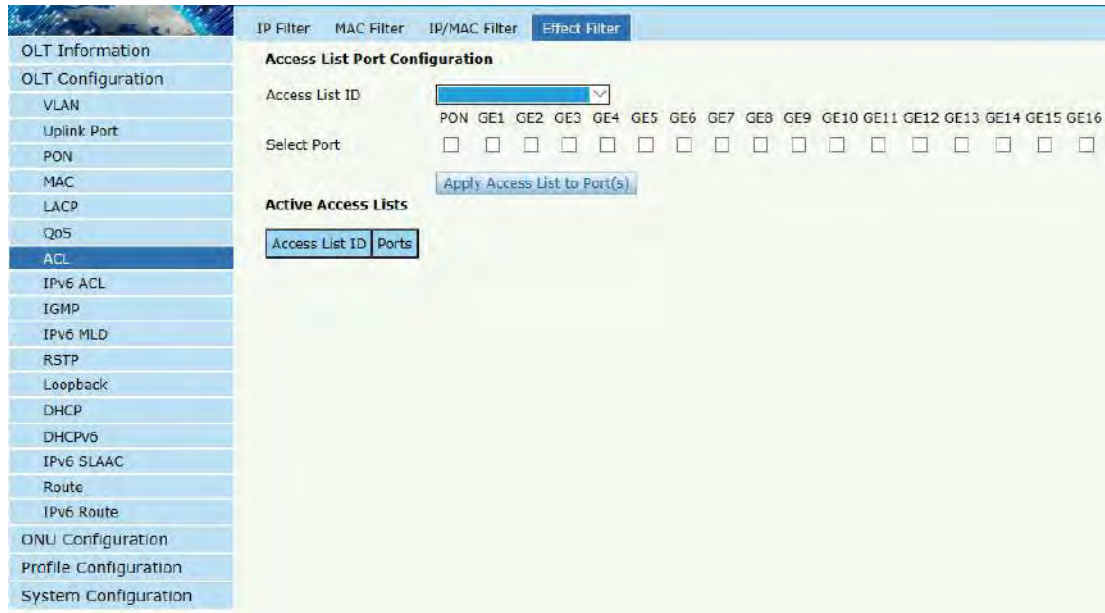 IP Filter MAC Filter IP/MAC Filter Effect Filter
OLT Information
OLT Configuration
VLAN
Uplink Port
PON
MAC
LACP
QoS
ACL
IPv6 ACL
IGMP
IPv6 MLD
RSTP
Loopback
DHCP
DHCPv6
IPv6 SLAAC
Route
IPv6 Route
ONU Configuration
Profile Configuration
System Configuration
Access List Port Configuration
Access List ID
PON GE1 GE2 GE3 GE4 GE5 GE6 GE7 GE8 GE9 GE10 GE11 GE12 GE13 GE14 GE15 GE16
Select Port
Apply Access List to Port(s)
Active Access Lists
Access List ID Ports